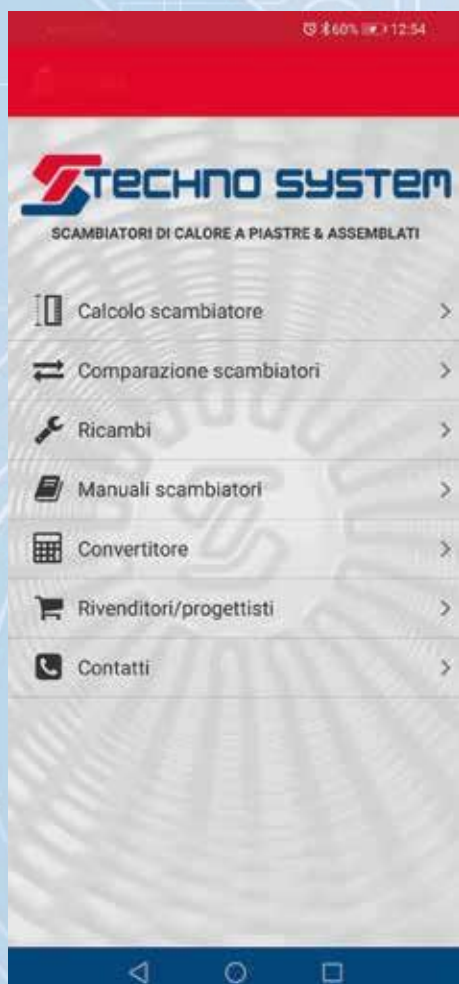 60% 12:54
TECHNO SYSTEM
SCAMBIATORI DI CALORE A PIASTRE & ASSEMBLATI
Calcolo scambiatore
Comparazione scambiatori
Ricambi
Manuali scambiatori
Convertitore
Rivenditori/progettisti
Contatti